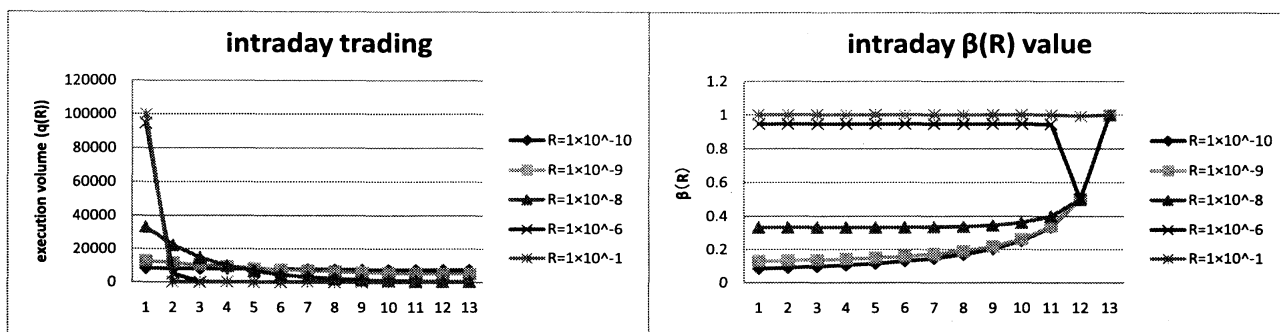 intraday trading
execution volume (q(R))
120000
100000
80000
60000
40000
20000
0
1 2 3 4 5 6 7 8 9 10 11 12 13
R=1×10^-10
R=1×10^-9
R=1×10^-8
R=1×10^-6
R=1×10^-1
intraday β(R) value
β(R)
1.2
1
0.8
0.6
0.4
0.2
0
1 2 3 4 5 6 7 8 9 10 11 12 13
R=1×10^-10
R=1×10^-9
R=1×10^-8
R=1×10^-6
R=1×10^-1